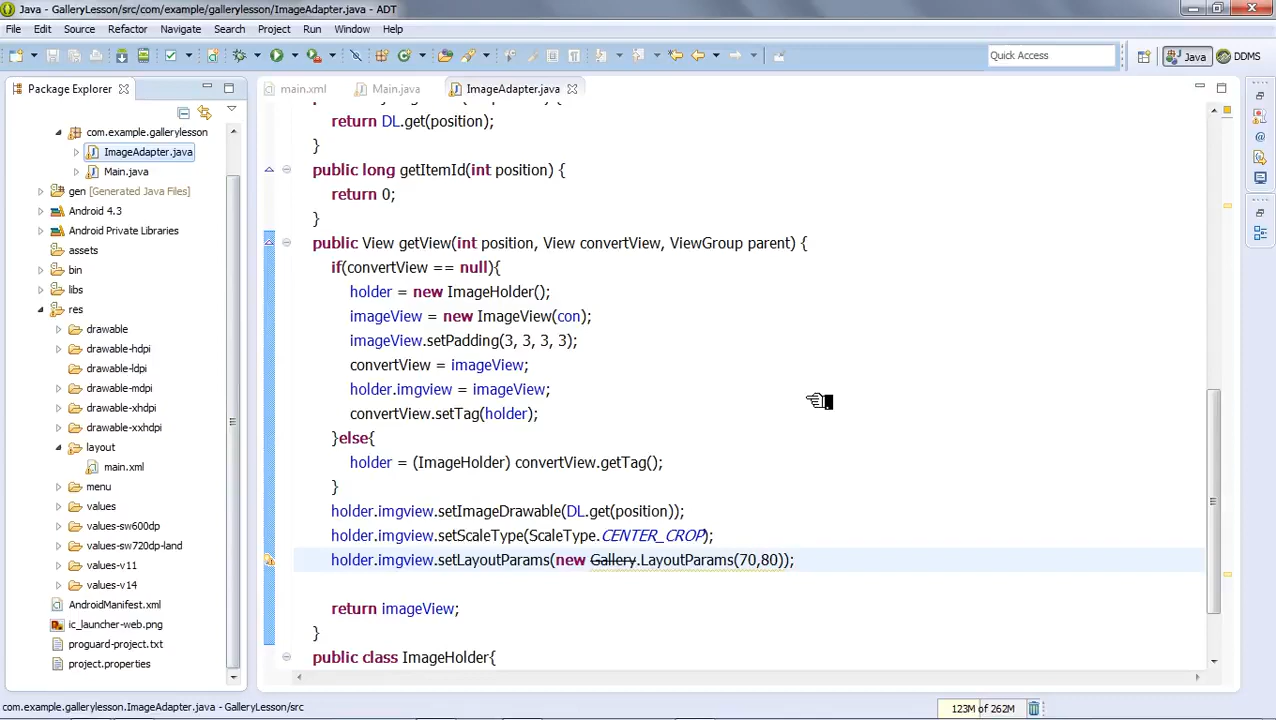 Java - GalleryLesson/src/com/example/gallerylesson/ImageAdapter.java - ADT
File Edit Source Refactor Navigate Search Project Run Window Help
Quick Access
Java
DDMS
Package Explorer
main.xml
Main.java
ImageAdapter.java
com.example.gallerylesson
ImageAdapter.java
Main.java
gen [Generated Java Files]
Android 4.3
Android Private Libraries
assets
bin
libs
res
drawable
drawable-hdpi
drawable-ldpi
drawable-mdpi
drawable-xhdpi
drawable-xxhdpi
layout
main.xml
menu
values
values-sw600dp
values-sw720dp-land
values-v11
values-v14
AndroidManifest.xml
ic_launcher-web.png
proguard-project.txt
project.properties
return DL.get(position);
}
public long getItemId(int position) {
return 0;
}
public View getView(int position, View convertView, ViewGroup parent) {
if(convertView == null){
holder = new ImageHolder();
imageView = new ImageView(con);
imageView.setPadding(3, 3, 3, 3);
convertView = imageView;
holder.imgview = imageView;
convertView.setTag(holder);
}else{
holder = (ImageHolder) convertView.getTag();
}
holder.imgview.setImageDrawable(DL.get(position));
holder.imgview.setScaleType(ScaleType.CENTER_CROP);
holder.imgview.setLayoutParams(new Gallery.LayoutParams(70,80));
return imageView;
}
public class ImageHolder{
com.example.gallerylesson.ImageAdapter.java - GalleryLesson/src
123M of 262M